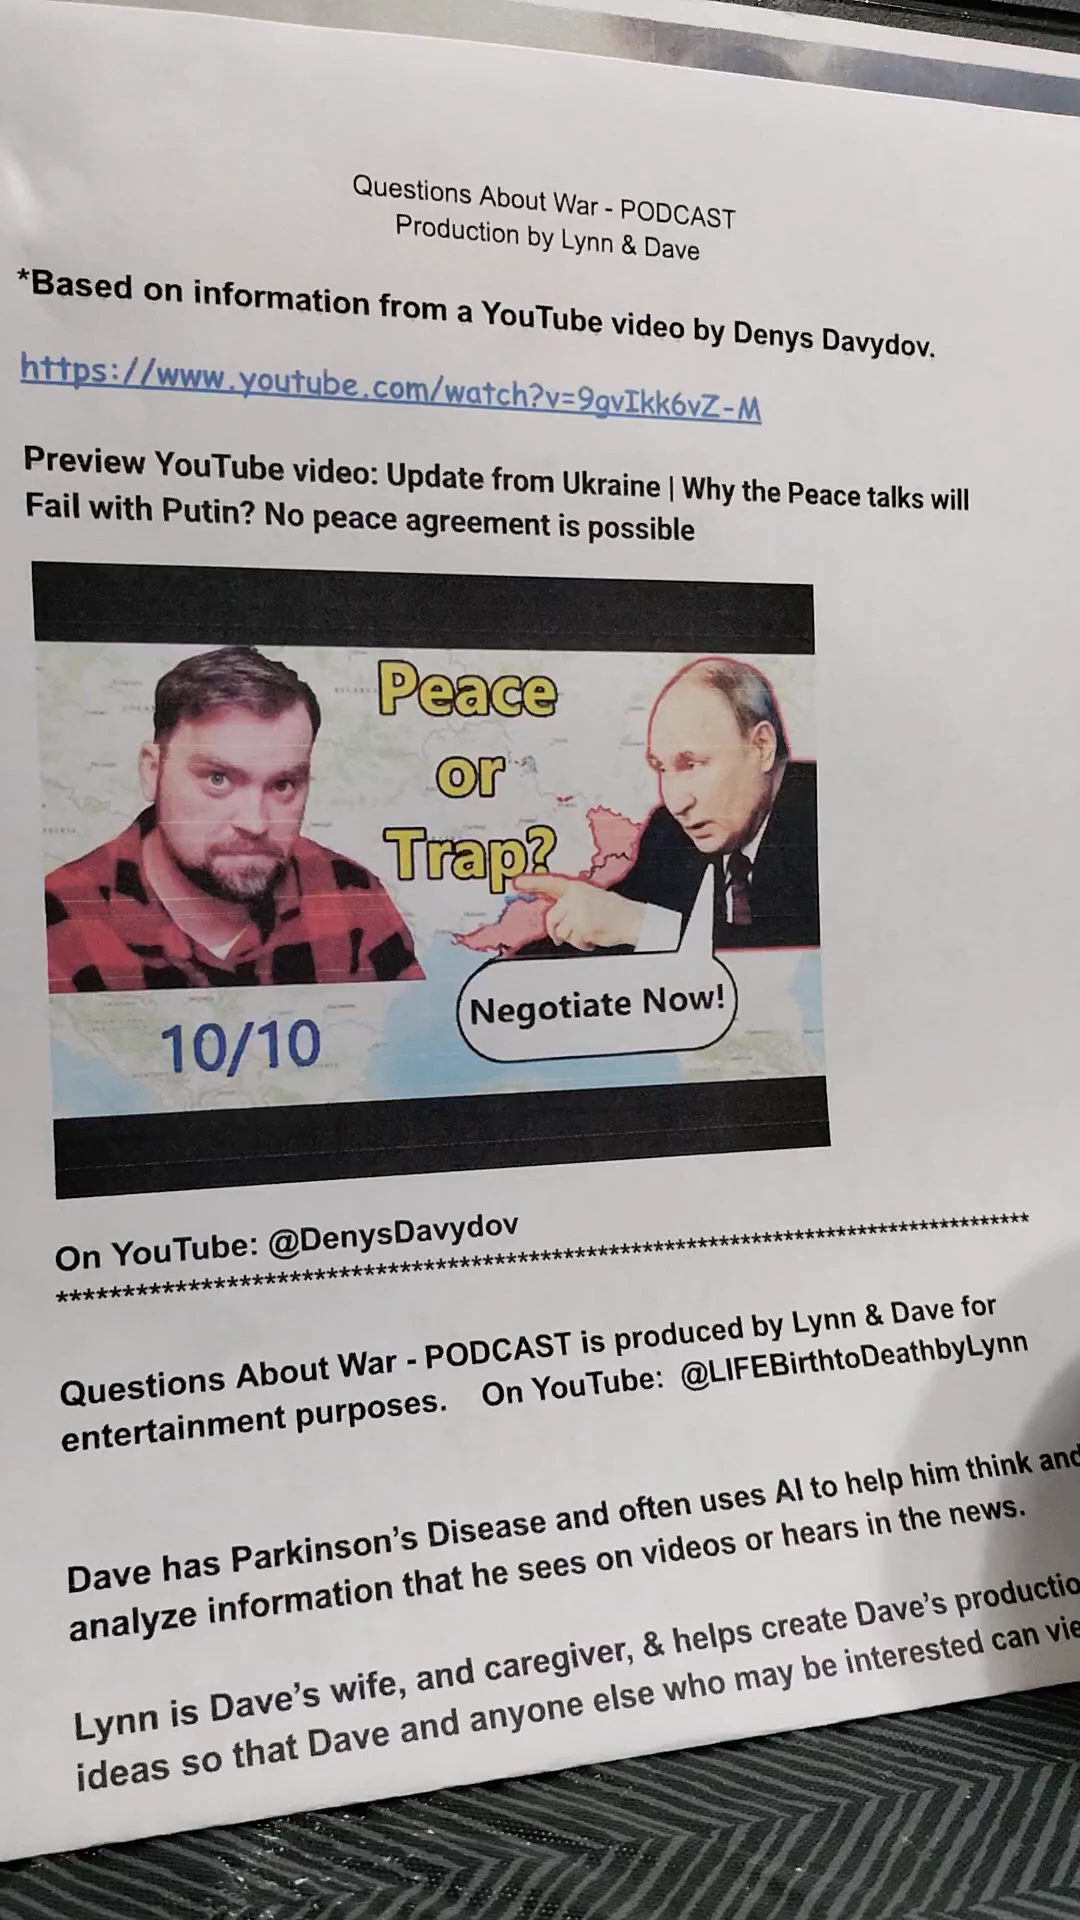 Questions About War - PODCAST
Production by Lynn & Dave
*Based on information from a YouTube video by Denys Davydov.
https://www.youtube.com/watch?v=9gvIkk6vZ-M
Preview YouTube video: Update from Ukraine | Why the Peace talks will
Fail with Putin? No peace agreement is possible
Peace
or
Trap?
Negotiate Now!
10/10
On YouTube: @DenysDavydov
*************************************************************************
Questions About War - PODCAST is produced by Lynn & Dave for
entertainment purposes. On YouTube: @LIFEBirthtoDeathbyLynn
Dave has Parkinson's Disease and often uses AI to help him think and
analyze information that he sees on videos or hears in the news.
Lynn is Dave's wife, and caregiver, & helps create Dave's productio
ideas so that Dave and anyone else who may be interested can vie